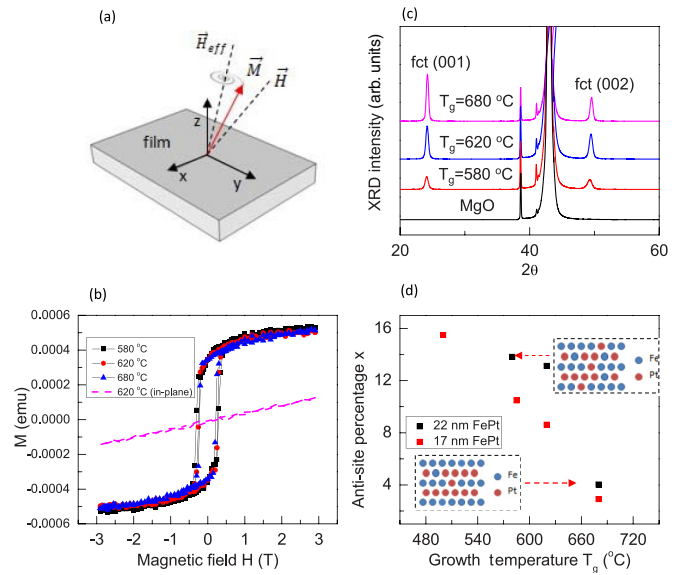 (a)
H⃗eff
M⃗
H⃗
z
film
x
y
(b)
M (emu)
0.0006
0.0004
0.0002
0.0000
-0.0002
-0.0004
-0.0006
580 °C
620 °C
680 °C
620 °C (in-plane)
-3 -2 -1 0 1 2 3
Magnetic field H (T)
(c)
XRD intensity (arb. units)
fct (001)
fct (002)
Tg=680 °C
Tg=620 °C
Tg=580 °C
MgO
20 40 60
2θ
(d)
Anti-site percentage x
16
12
8
4
Fe
Pt
22 nm FePt
17 nm FePt
Fe
Pt
480 540 600 660 720
Growth temperature Tg (°C)